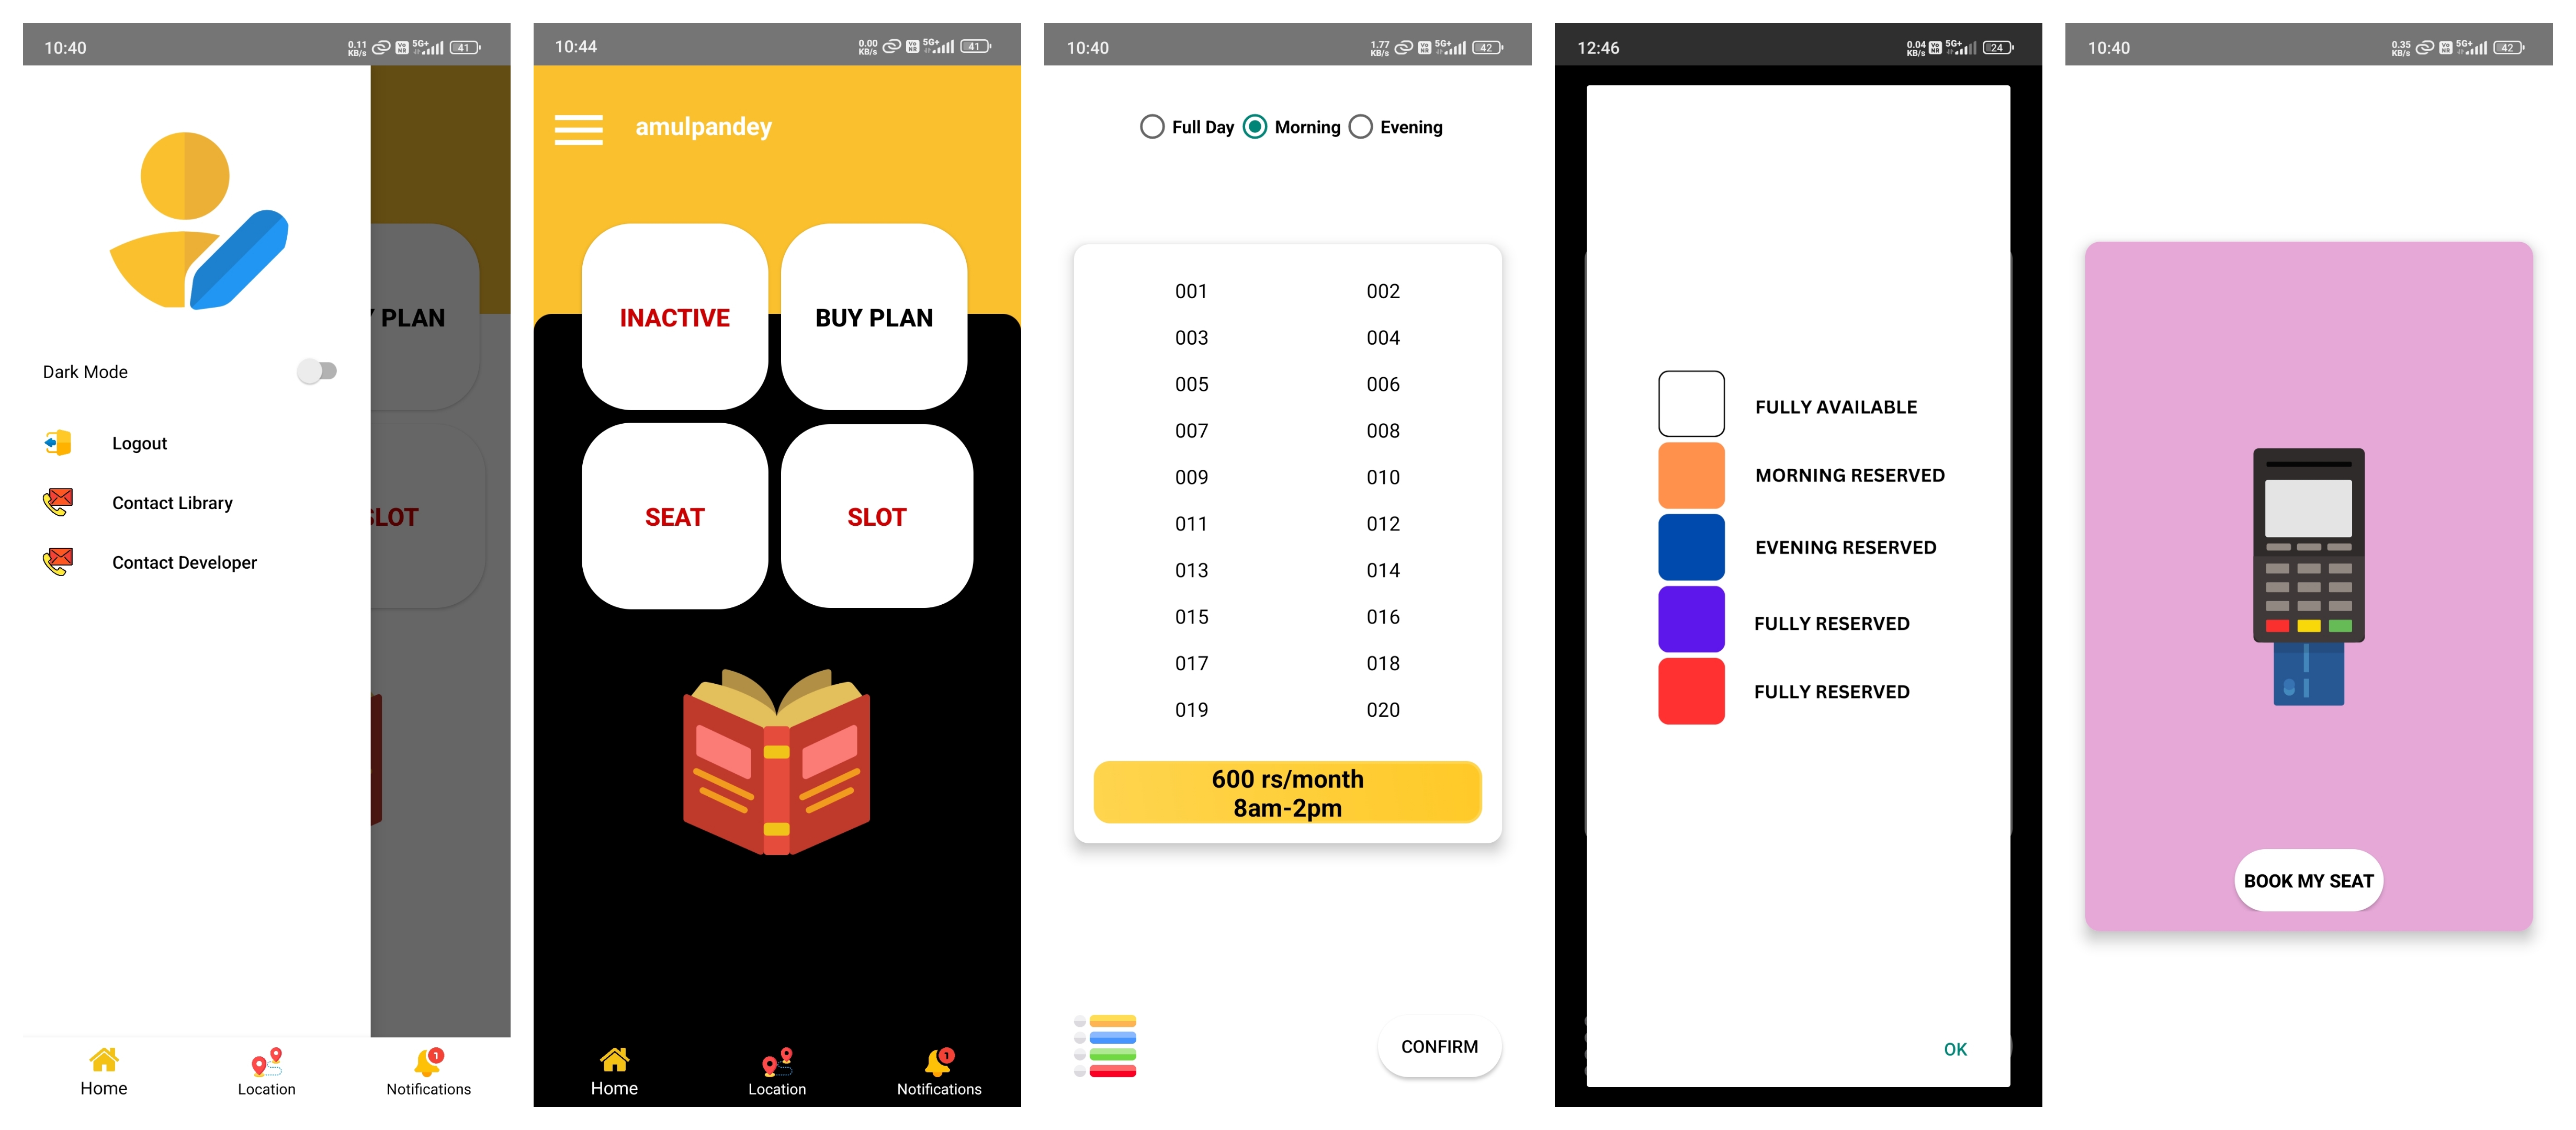 10:40
0.11 KB/s
5G+
41
PLAN
Dark Mode
Logout
SLOT
Contact Library
Contact Developer
Home
Location
1
Notifications
10:44
0.00 KB/s
5G+
41
amulpandey
INACTIVE
BUY PLAN
SEAT
SLOT
Home
Location
1
Notifications
10:40
1.77 KB/s
5G+
42
Full Day
Morning
Evening
001 002
003 004
005 006
007 008
009 010
011 012
013 014
015 016
017 018
019 020
600 rs/month
8am-2pm
CONFIRM
12:46
0.04 KB/s
5G+
24
FULLY AVAILABLE
MORNING RESERVED
EVENING RESERVED
FULLY RESERVED
FULLY RESERVED
OK
10:40
0.35 KB/s
5G+
42
BOOK MY SEAT